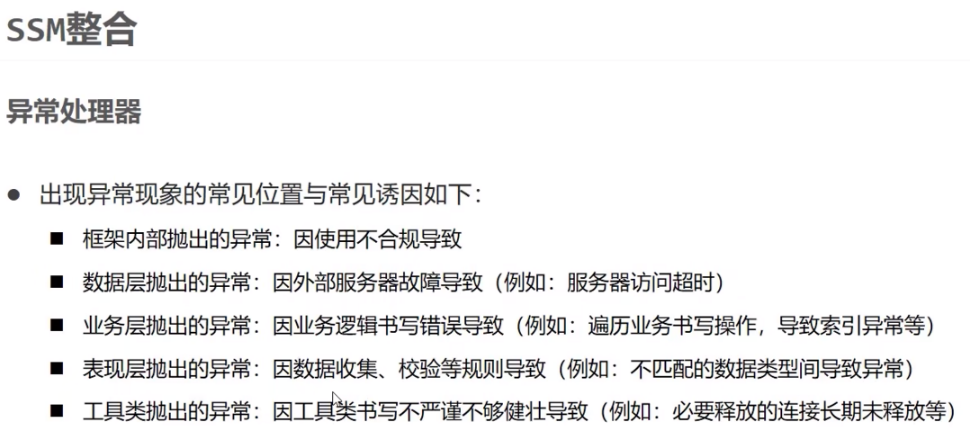 SSM整合
异常处理器
● 出现异常现象的常见位置与常见诱因如下：
■ 框架内部抛出的异常：因使用不合规导致
■ 数据层抛出的异常：因外部服务器故障导致（例如：服务器访问超时）
■ 业务层抛出的异常：因业务逻辑书写错误导致（例如：遍历业务书写操作，导致索引异常等）
■ 表现层抛出的异常：因数据收集、校验等规则导致（例如：不匹配的数据类型间导致异常）
■ 工具类抛出的异常：因工具类书写不严谨不够健壮导致（例如：必要释放的连接长期未释放等）